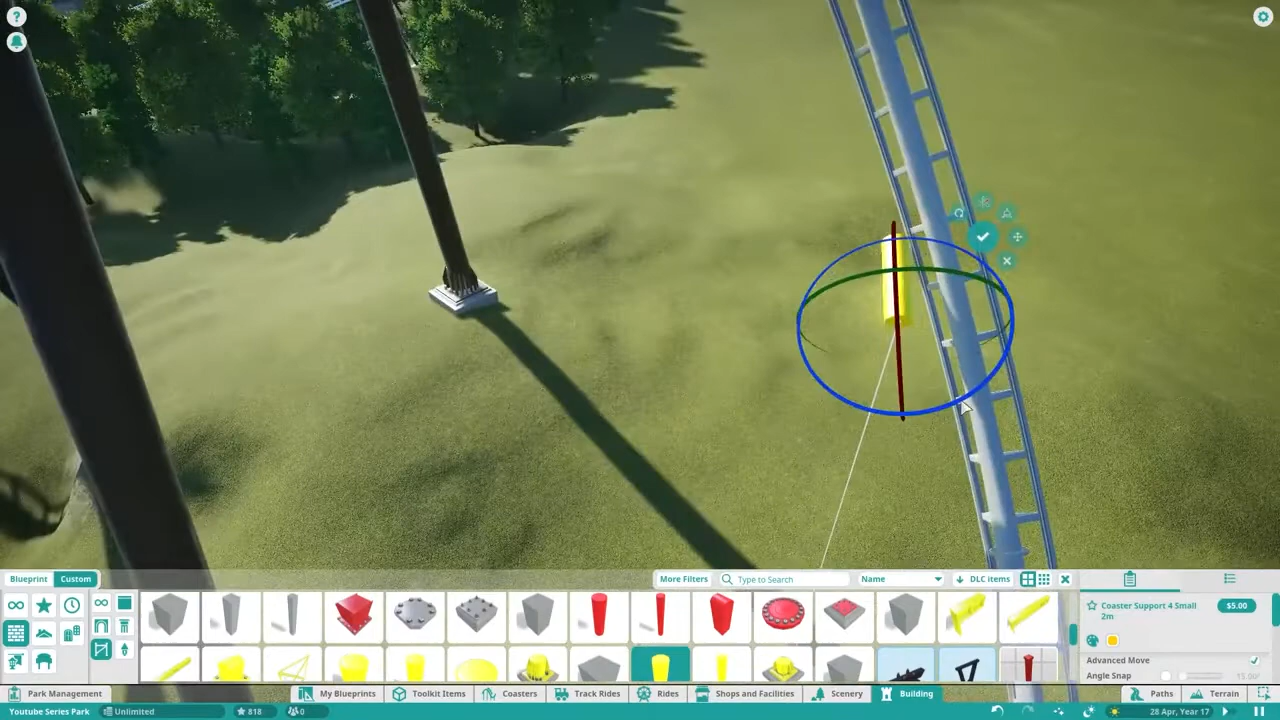 ?
Blueprint
Custom
More Filters
Type to Search
Name
DLC items
Coaster Support 4 Small 2m
$5.00
Advanced Move
Angle Snap
15.00°
Park Management
My Blueprints
Toolkit Items
Coasters
Track Rides
Rides
Shops and Facilities
Scenery
Building
Paths
Terrain
Youtube Series Park
Unlimited
818
0
28 Apr, Year 17